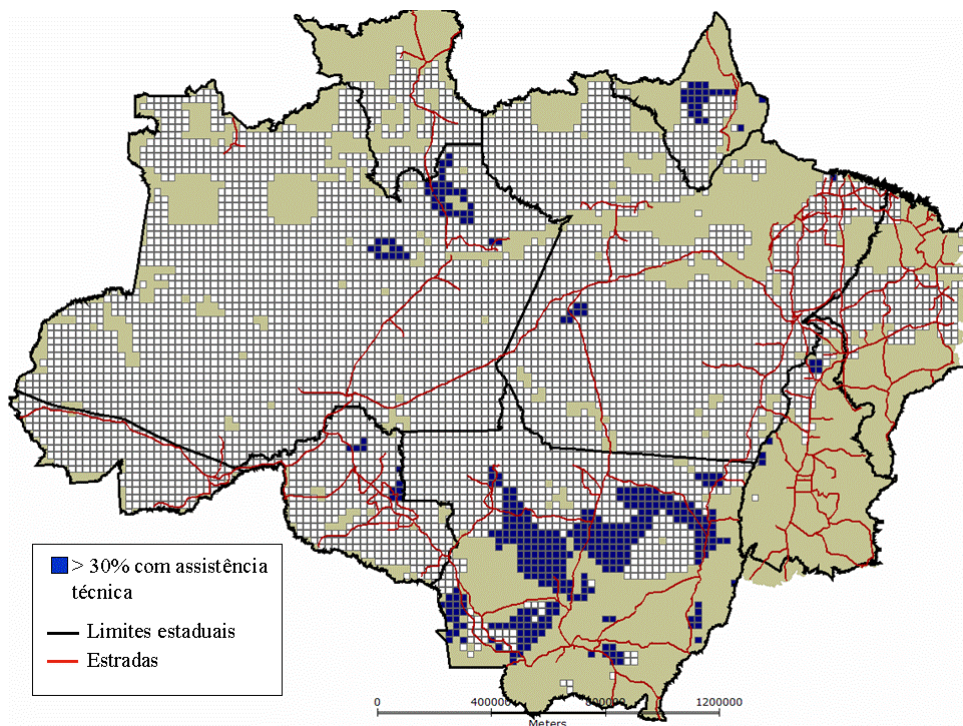 > 30% com assistência
técnica
Limites estaduais
Estradas
0 400000 800000 1200000
Meters